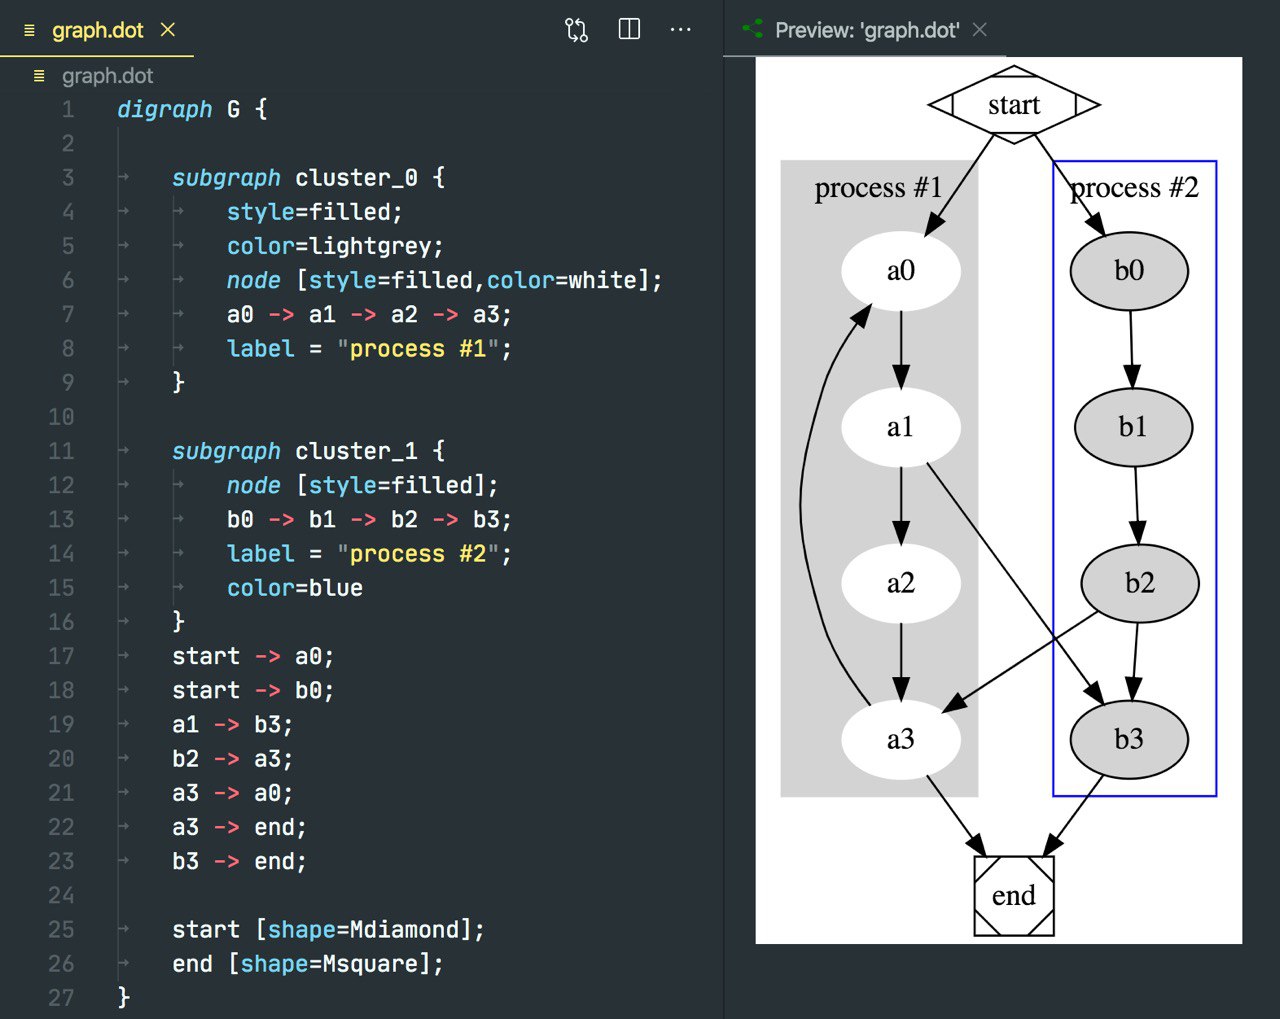 graph.dot
graph.dot
1 digraph G {
2
3 subgraph cluster_0 {
4 style=filled;
5 color=lightgrey;
6 node [style=filled,color=white];
7 a0 -> a1 -> a2 -> a3;
8 label = "process #1";
9 }
10
11 subgraph cluster_1 {
12 node [style=filled];
13 b0 -> b1 -> b2 -> b3;
14 label = "process #2";
15 color=blue
16 }
17 start -> a0;
18 start -> b0;
19 a1 -> b3;
20 b2 -> a3;
21 a3 -> a0;
22 a3 -> end;
23 b3 -> end;
24
25 start [shape=Mdiamond];
26 end [shape=Msquare];
27 }
Preview: 'graph.dot'
start
process #1
process #2
a0
b0
a1
b1
a2
b2
a3
b3
end